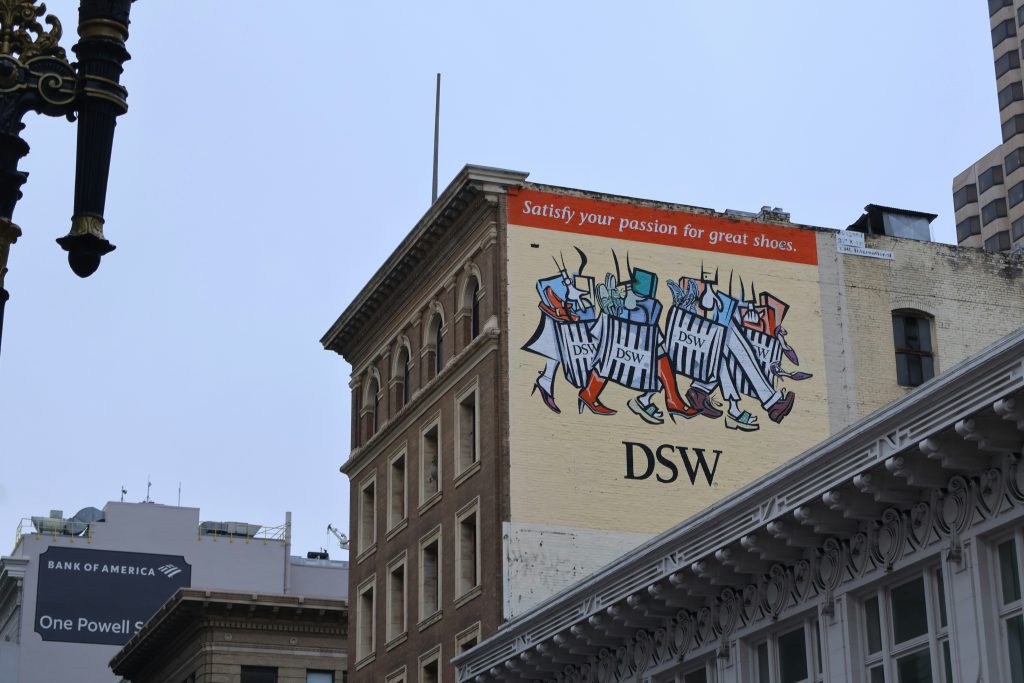 Satisfy your passion for great shoes.
DSW
DSW
DSW
DSW
DSW
BANK OF AMERICA
One Powell